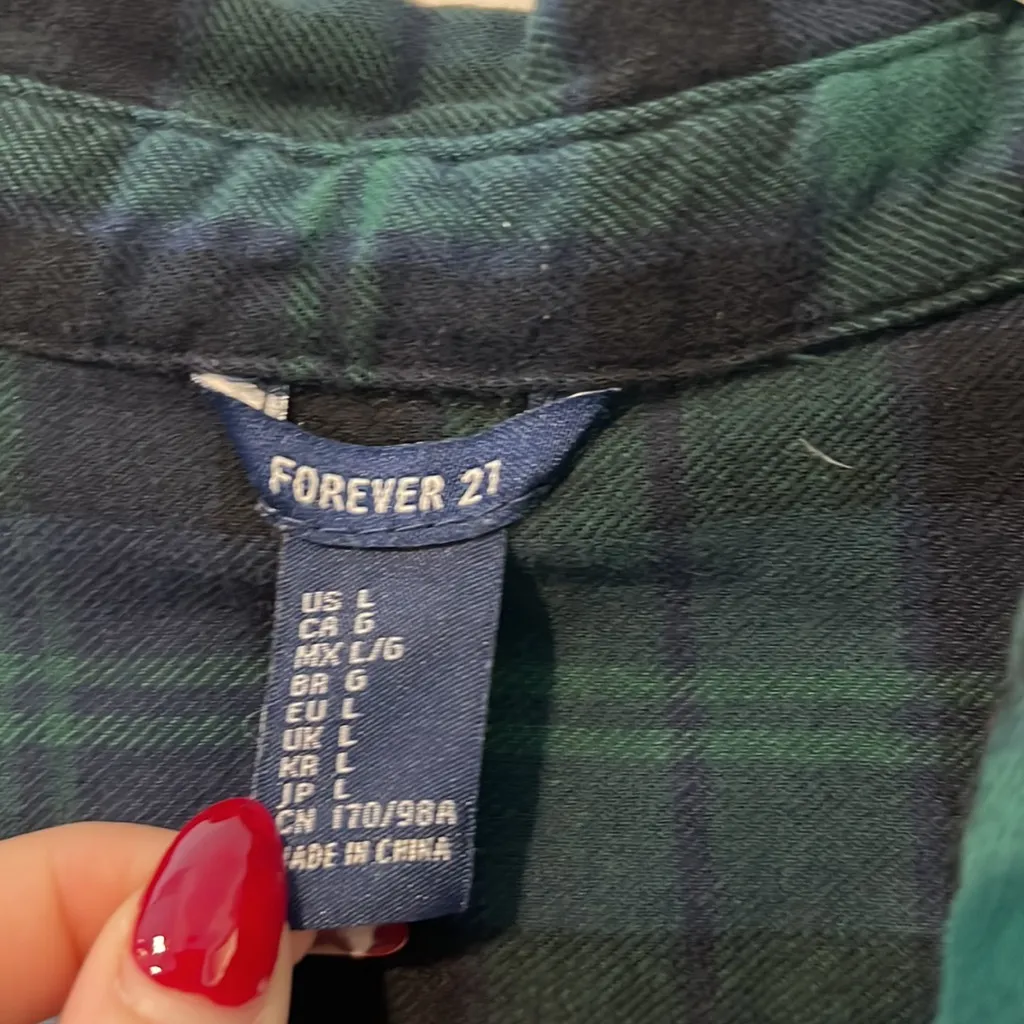 FOREVER 21
US L
CA G
MX L/G
BR G
EU L
UK L
KR L
JP L
CN 170/98A
MADE IN CHINA